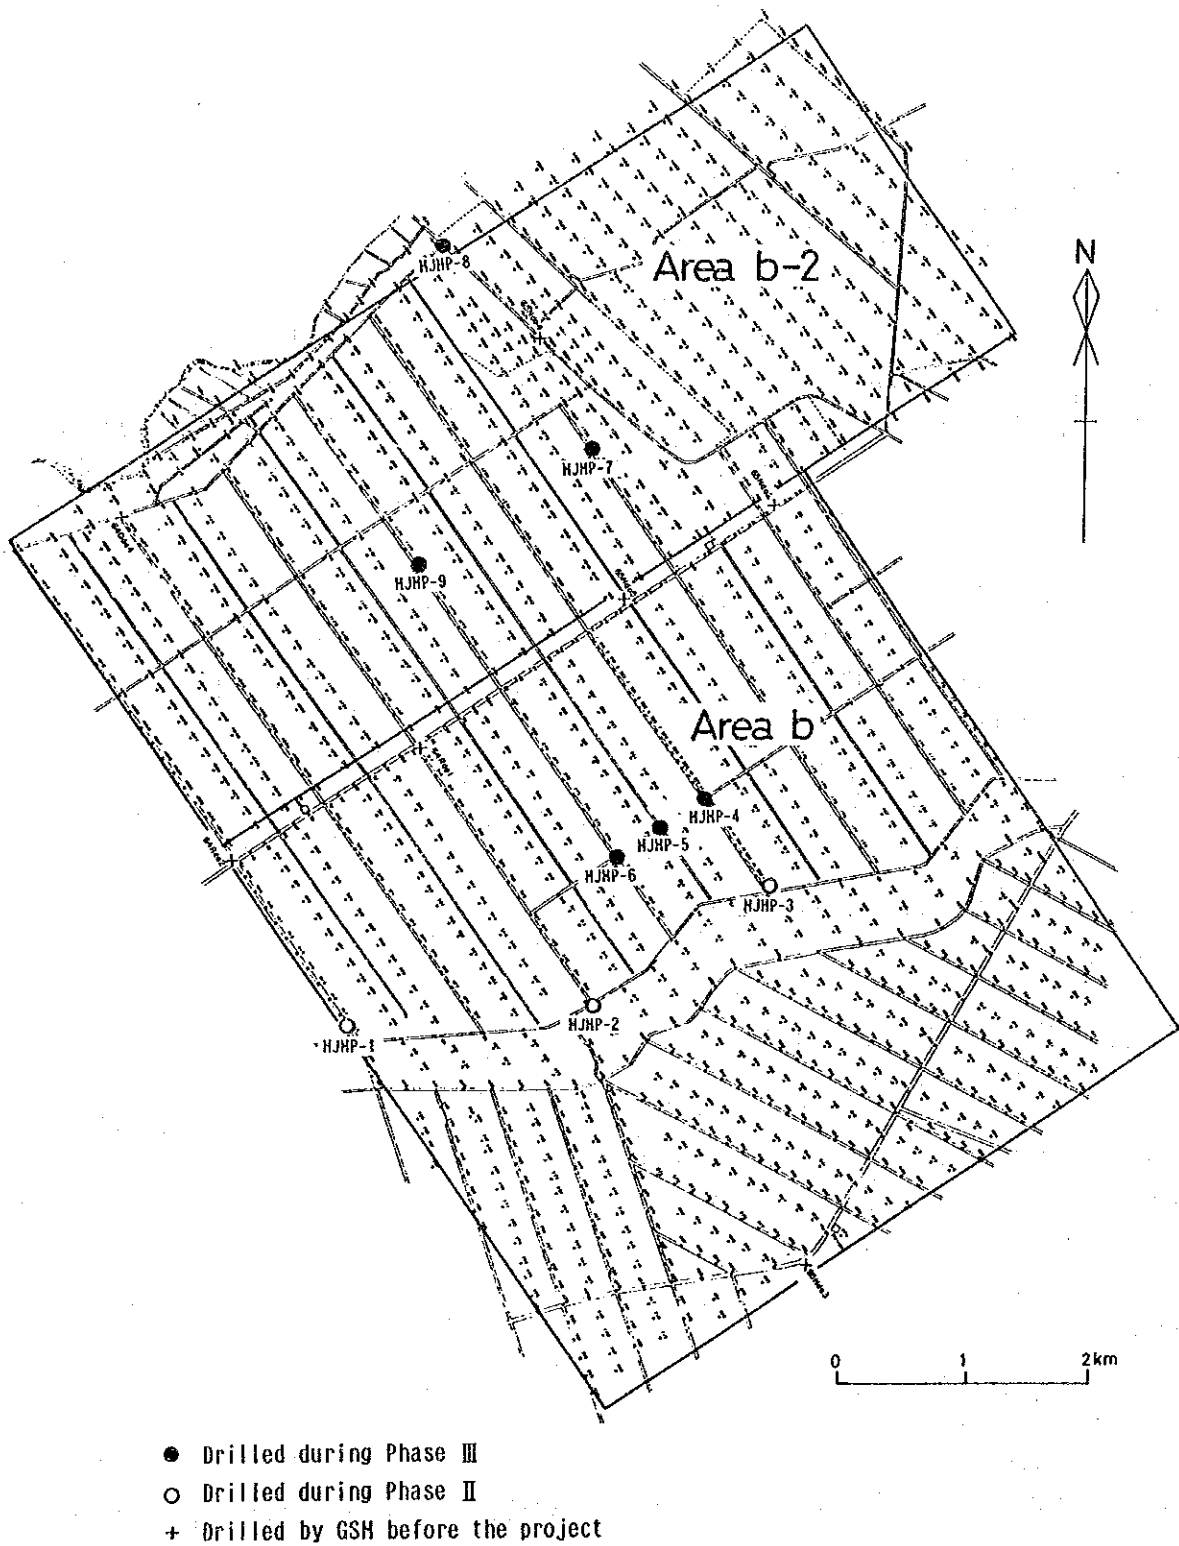 Area b-2
N
HJHP-8
HJHP-7
HJHP-9
Area b
HJHP-4
HJHP-5
HJHP-6
HJHP-3
HJHP-2
HJHP-1
0 1 2km
● Drilled during Phase Ⅲ
○ Drilled during Phase Ⅱ
+ Drilled by GSH before the project